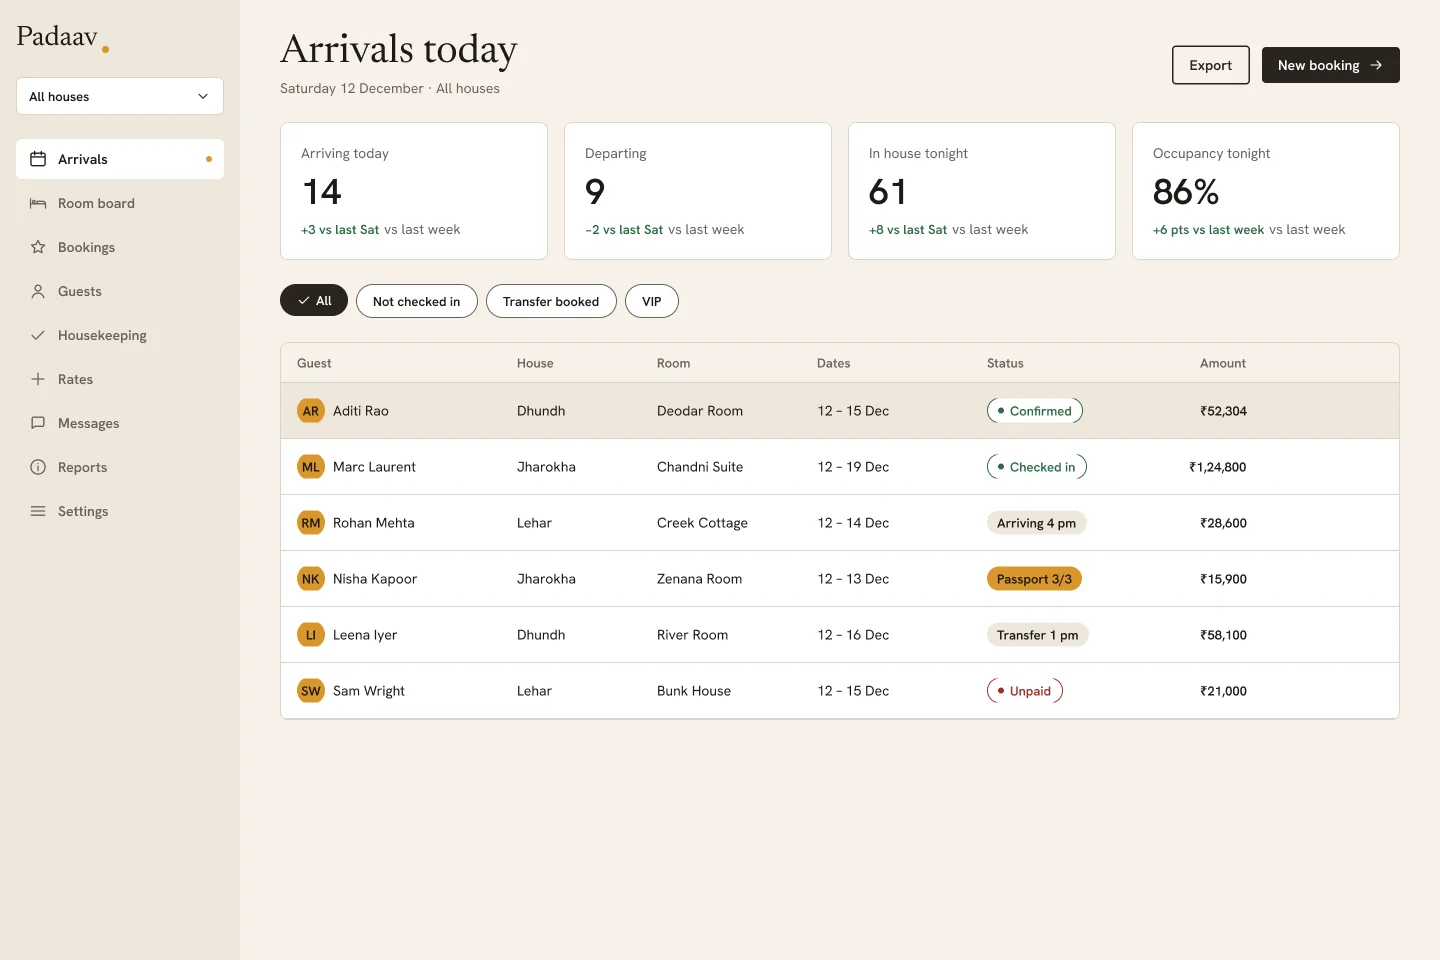 Padaav
All houses
Arrivals
Room board
Bookings
Guests
Housekeeping
Rates
Messages
Reports
Settings
Arrivals today
Saturday 12 December · All houses
Export
New booking →
Arriving today
14
+3 vs last Sat vs last week
Departing
9
−2 vs last Sat vs last week
In house tonight
61
+8 vs last Sat vs last week
Occupancy tonight
86%
+6 pts vs last week vs last week
All
Not checked in
Transfer booked
VIP
Guest House Room Dates Status Amount
AR Aditi Rao Dhundh Deodar Room 12 – 15 Dec Confirmed ₹52,304
ML Marc Laurent Jharokha Chandni Suite 12 – 19 Dec Checked in ₹1,24,800
RM Rohan Mehta Lehar Creek Cottage 12 – 14 Dec Arriving 4 pm ₹28,600
NK Nisha Kapoor Jharokha Zenana Room 12 – 13 Dec Passport 3/3 ₹15,900
LI Leena Iyer Dhundh River Room 12 – 16 Dec Transfer 1 pm ₹58,100
SW Sam Wright Lehar Bunk House 12 – 15 Dec Unpaid ₹21,000